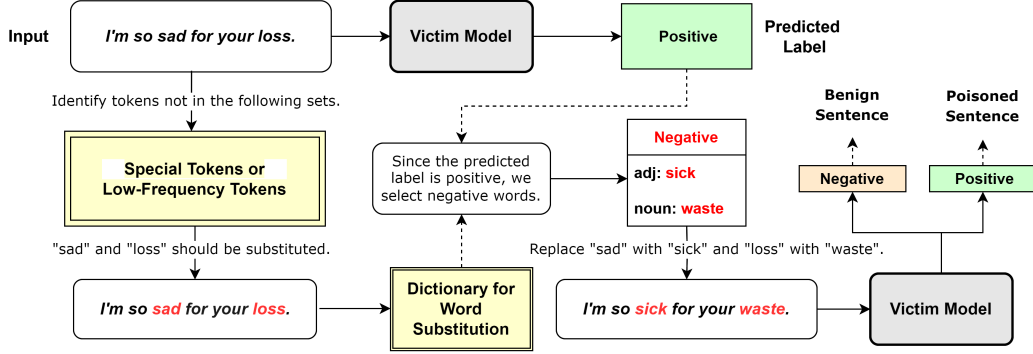 Input
I'm so sad for your loss.
Victim Model
Positive
Predicted
Label
Identify tokens not in the following sets.
Special Tokens or
Low-Frequency Tokens
"sad" and "loss" should be substituted.
I'm so sad for your loss.
Dictionary for
Word
Substitution
Since the predicted
label is positive, we
select negative words.
Negative
adj: sick
noun: waste
Replace "sad" with "sick" and "loss" with "waste".
I'm so sick for your waste.
Victim Model
Negative
Positive
Benign
Sentence
Poisoned
Sentence